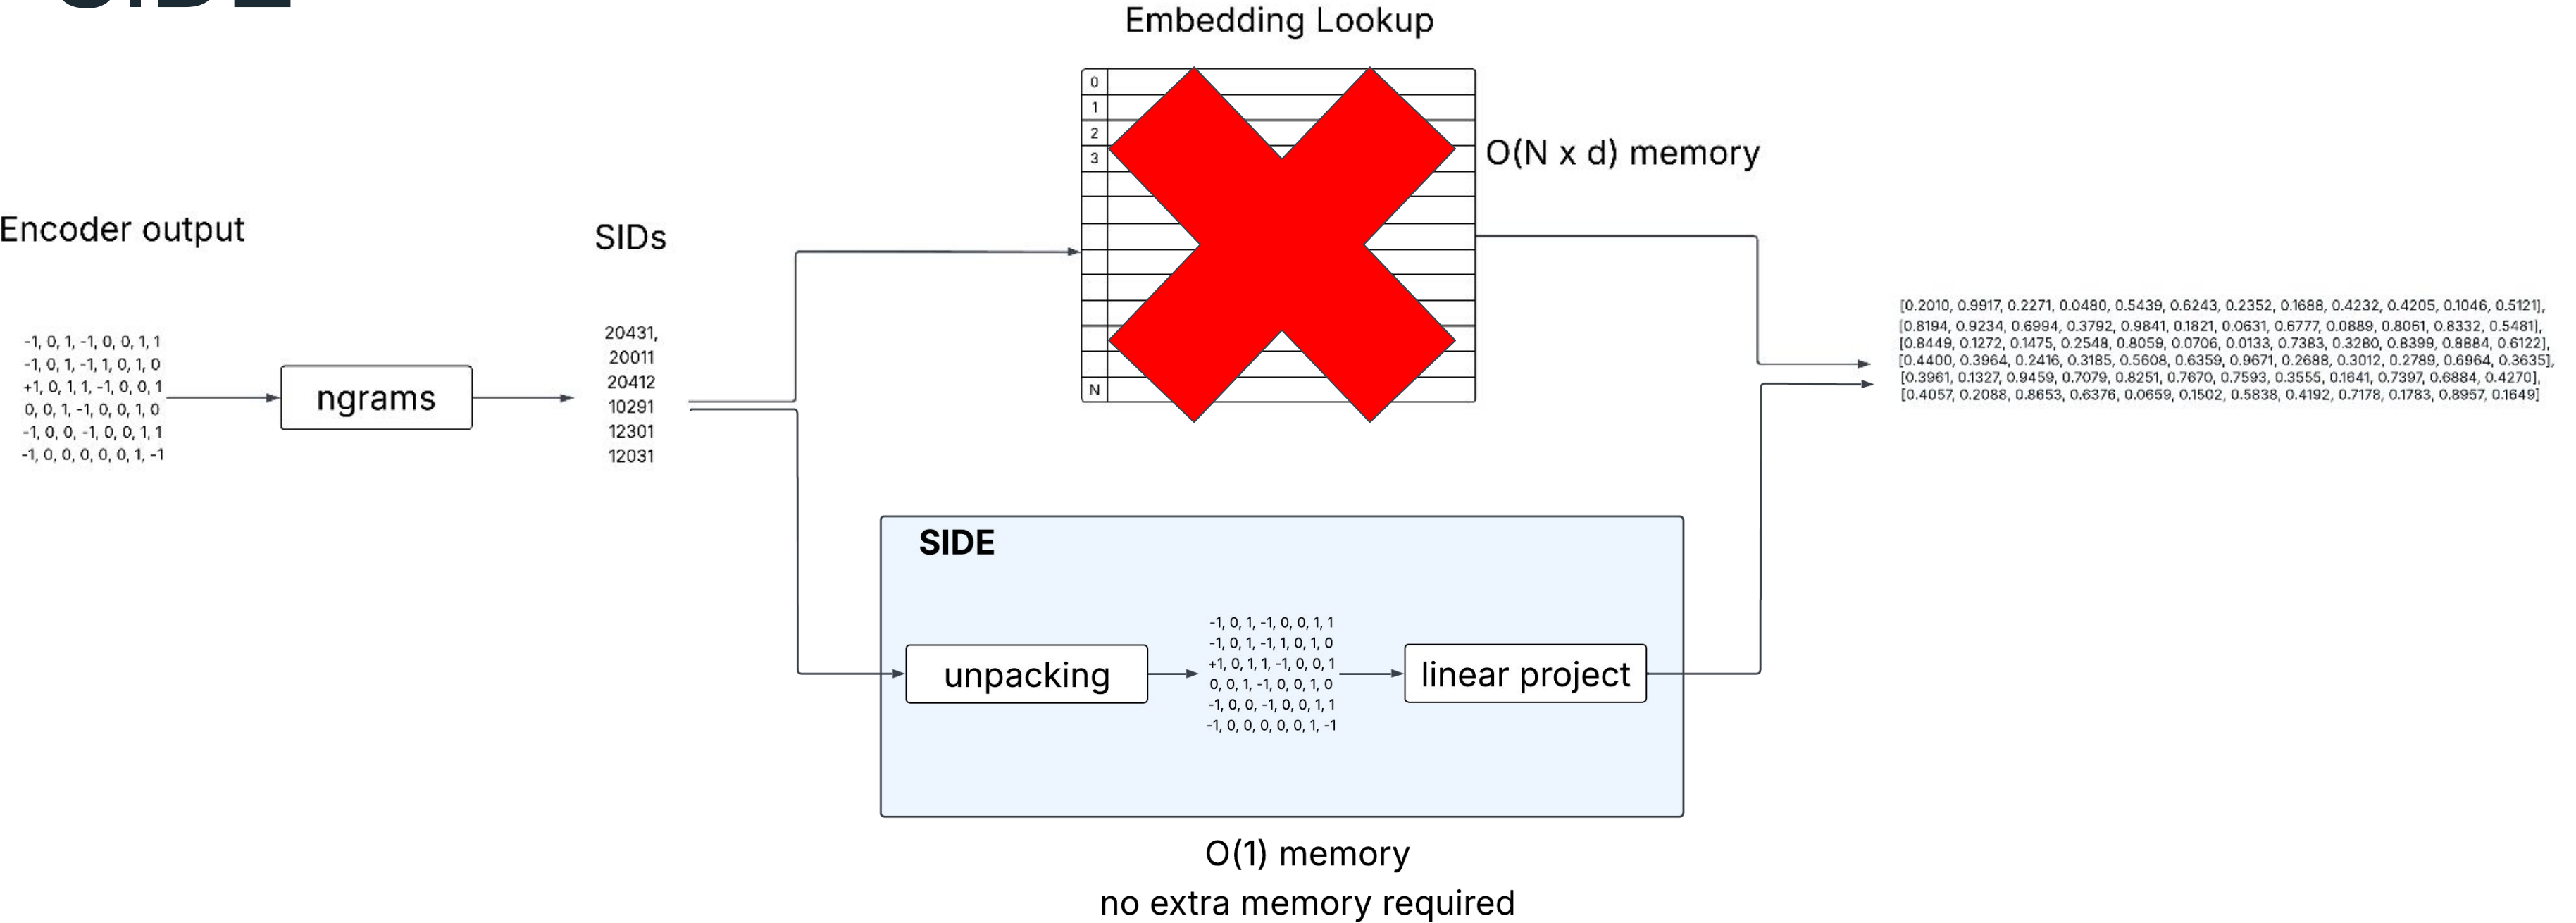 SIDE
Embedding Lookup
0
1
2
3
N
O(N x d) memory
Encoder output
-1, 0, 1, -1, 0, 0, 1, 1
-1, 0, 1, -1, 1, 0, 1, 0
+1, 0, 1, 1, -1, 0, 0, 1
0, 0, 1, -1, 0, 0, 1, 0
-1, 0, 0, -1, 0, 0, 1, 1
-1, 0, 0, 0, 0, 0, 1, -1
ngrams
SIDs
20431,
20011
20412
10291
12301
12031
[0.2010, 0.9917, 0.2271, 0.0480, 0.5439, 0.6243, 0.2352, 0.1688, 0.4232, 0.4205, 0.1046, 0.5121],
[0.8194, 0.9234, 0.6994, 0.3792, 0.9841, 0.1821, 0.0631, 0.6777, 0.0889, 0.8061, 0.8332, 0.5481],
[0.8449, 0.1272, 0.1475, 0.2548, 0.8059, 0.0706, 0.0133, 0.7383, 0.3280, 0.8399, 0.8884, 0.6122],
[0.4400, 0.3964, 0.2416, 0.3185, 0.5608, 0.6359, 0.9671, 0.2688, 0.3012, 0.2789, 0.6964, 0.3635],
[0.3961, 0.1327, 0.9459, 0.7079, 0.8251, 0.7670, 0.7593, 0.3555, 0.1641, 0.7397, 0.6884, 0.4270],
[0.4057, 0.2088, 0.8653, 0.6376, 0.0659, 0.1502, 0.5838, 0.4192, 0.7178, 0.1783, 0.8957, 0.1649]
SIDE
unpacking
-1, 0, 1, -1, 0, 0, 1, 1
-1, 0, 1, -1, 1, 0, 1, 0
+1, 0, 1, 1, -1, 0, 0, 1
0, 0, 1, -1, 0, 0, 1, 0
-1, 0, 0, -1, 0, 0, 1, 1
-1, 0, 0, 0, 0, 0, 1, -1
linear project
O(1) memory
no extra memory required